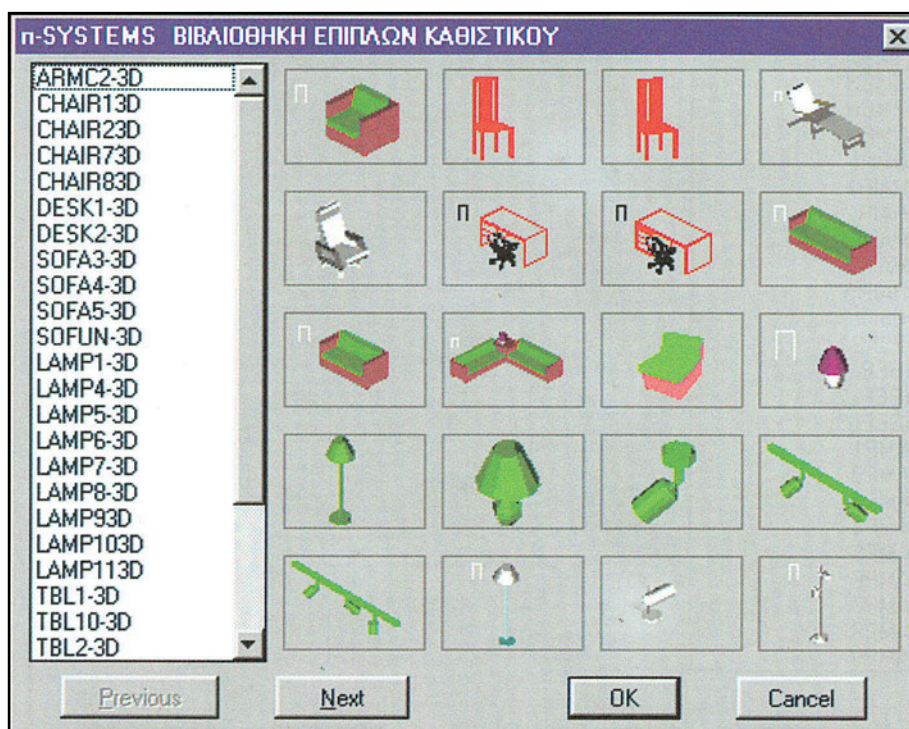 π-SYSTEMS ΒΙΒΛΙΟΘΗΚΗ ΕΠΙΠΛΩΝ ΚΑΘΙΣΤΙΚΟΥ
ARMC2-3D
CHAIR13D
CHAIR23D
CHAIR73D
CHAIR83D
DESK1-3D
DESK2-3D
SOFA3-3D
SOFA4-3D
SOFA5-3D
SOFUN-3D
LAMP1-3D
LAMP4-3D
LAMP5-3D
LAMP6-3D
LAMP7-3D
LAMP8-3D
LAMP93D
LAMP103D
LAMP113D
TBL1-3D
TBL10-3D
TBL2-3D
Π
π
Π
Π
Π
Π
π
Π
Π
Π
Previous Next OK Cancel